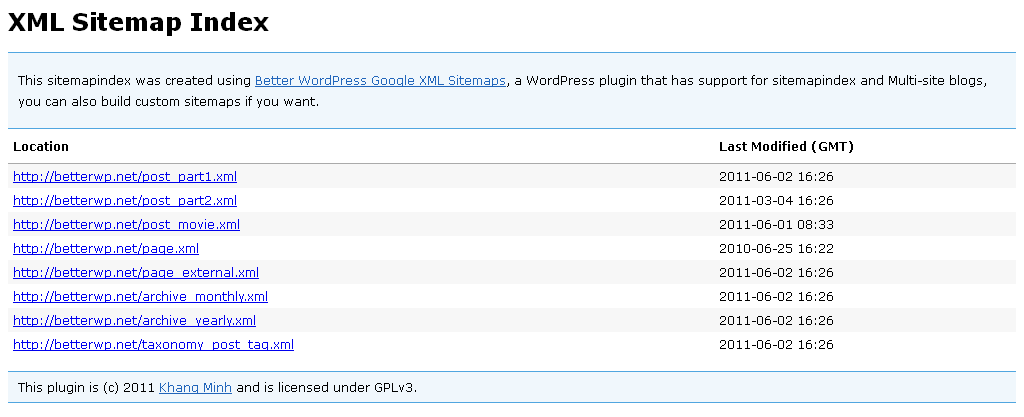 XML Sitemap Index
This sitemapindex was created using Better WordPress Google XML Sitemaps, a WordPress plugin that has support for sitemapindex and Multi-site blogs,
you can also build custom sitemaps if you want.
Location Last Modified (GMT)
http://betterwp.net/post_part1.xml 2011-06-02 16:26
http://betterwp.net/post_part2.xml 2011-03-04 16:26
http://betterwp.net/post_movie.xml 2011-06-01 08:33
http://betterwp.net/page.xml 2010-06-25 16:22
http://betterwp.net/page_external.xml 2011-06-02 16:26
http://betterwp.net/archive_monthly.xml 2011-06-02 16:26
http://betterwp.net/archive_yearly.xml 2011-06-02 16:26
http://betterwp.net/taxonomy_post_tag.xml 2011-06-02 16:26
This plugin is (c) 2011 Khang Minh and is licensed under GPLv3.